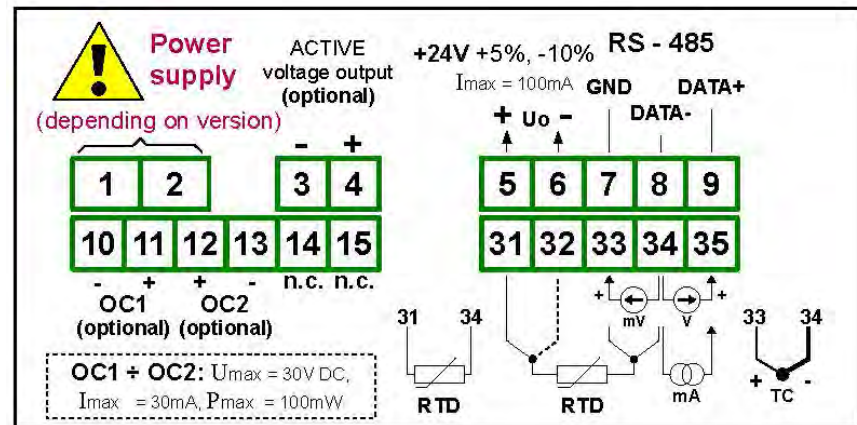 Power supply
(depending on version)
ACTIVE
voltage output
(optional)
- +
+24V +5%, -10%
Imax = 100mA
+ Uo -
RS - 485
GND
DATA-
DATA+
1 2 3 4
10 11 12 13 14 15
- + + - n.c. n.c.
OC1 OC2
(optional) (optional)
OC1 ÷ OC2: Umax = 30V DC,
Imax = 30mA, Pmax = 100mW
5 6 7 8 9
31 32 33 34 35
31 34
RTD
RTD
+ mV
V +
mA
33 34
+ TC -